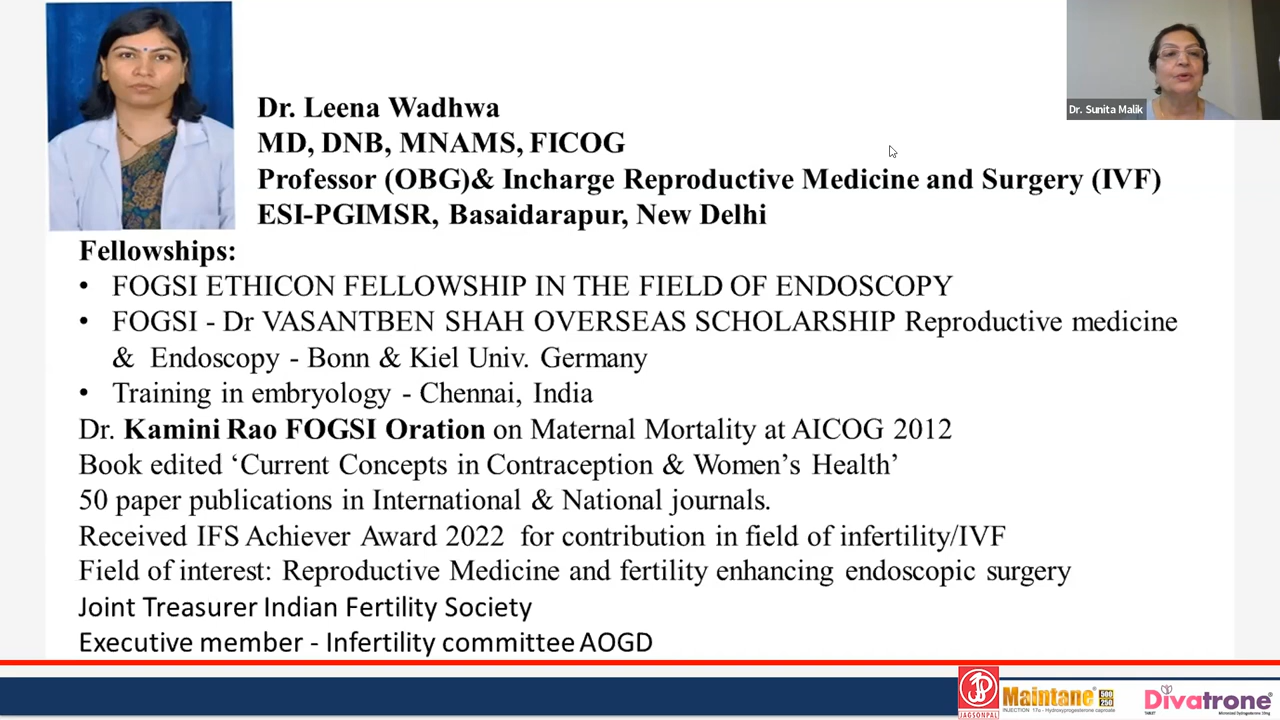 Dr. Sunita Malik
Dr. Leena Wadhwa
MD, DNB, MNAMS, FICOG
Professor (OBG)& Incharge Reproductive Medicine and Surgery (IVF)
ESI-PGIMSR, Basaidarapur, New Delhi
Fellowships:
• FOGSI ETHICON FELLOWSHIP IN THE FIELD OF ENDOSCOPY
• FOGSI - Dr VASANTBEN SHAH OVERSEAS SCHOLARSHIP Reproductive medicine
& Endoscopy - Bonn & Kiel Univ. Germany
• Training in embryology - Chennai, India
Dr. Kamini Rao FOGSI Oration on Maternal Mortality at AICOG 2012
Book edited ‘Current Concepts in Contraception & Women’s Health’
50 paper publications in International & National journals.
Received IFS Achiever Award 2022 for contribution in field of infertility/IVF
Field of interest: Reproductive Medicine and fertility enhancing endoscopic surgery
Joint Treasurer Indian Fertility Society
Executive member - Infertility committee AOGD
JAGSONPAL
Maintane® 500 250
INJECTION 17α - Hydroxyprogesterone caproate
Divatrone®
TABLET Micronised Dydrogesterone 10mg